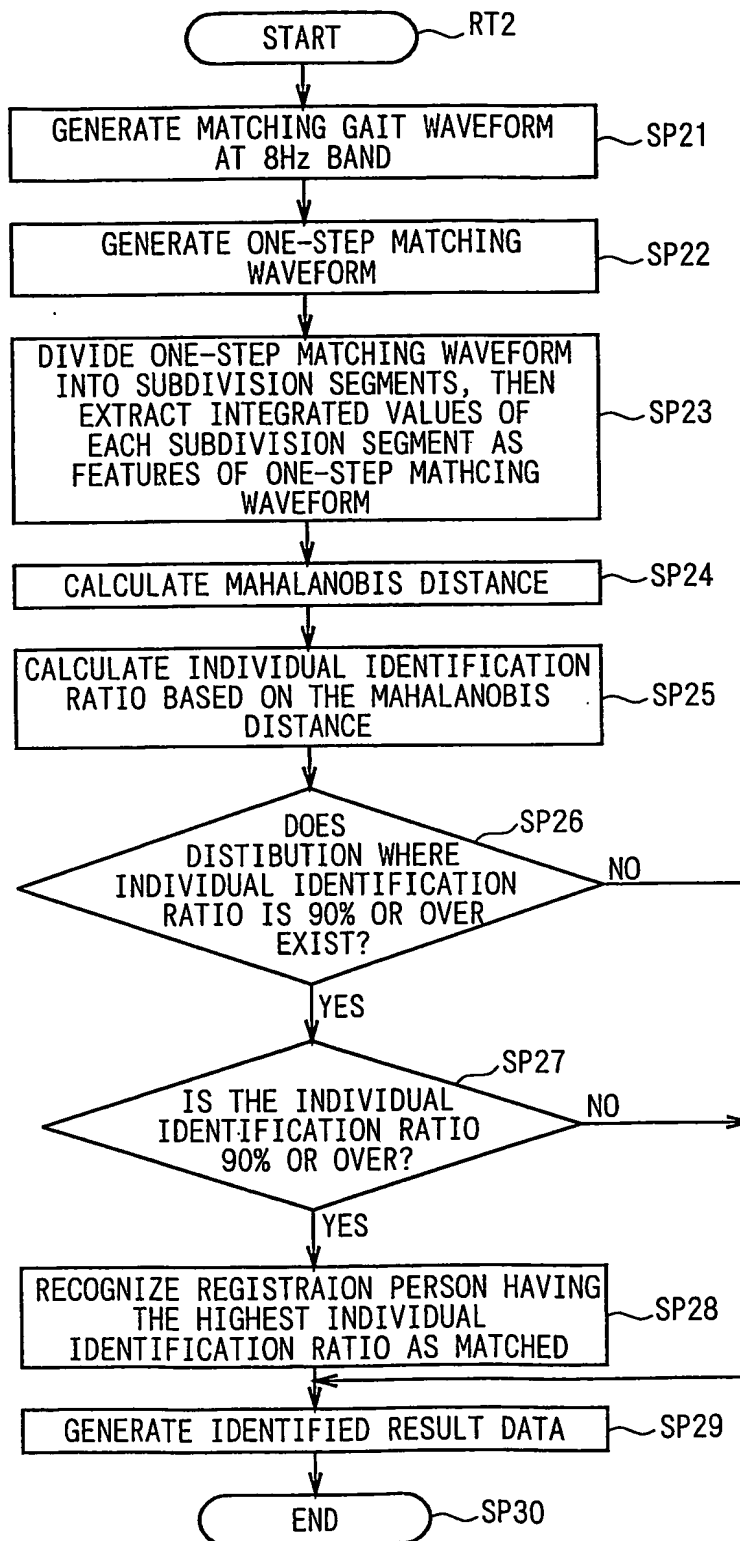 START
RT2
GENERATE MATCHING GAIT WAVEFORM
AT 8Hz BAND
SP21
GENERATE ONE-STEP MATCHING
WAVEFORM
SP22
DIVIDE ONE-STEP MATCHING WAVEFORM
INTO SUBDIVISION SEGMENTS, THEN
EXTRACT INTEGRATED VALUES OF
EACH SUBDIVISION SEGMENT AS
FEATURES OF ONE-STEP MATHCING
WAVEFORM
SP23
CALCULATE MAHALANOBIS DISTANCE
SP24
CALCULATE INDIVIDUAL IDENTIFICATION
RATIO BASED ON THE MAHALANOBIS
DISTANCE
SP25
DOES
DISTIBUTION WHERE
INDIVIDUAL IDENTIFICATION
RATIO IS 90% OR OVER
EXIST?
SP26
NO
YES
IS THE INDIVIDUAL
IDENTIFICATION RATIO
90% OR OVER?
SP27
NO
YES
RECOGNIZE REGISTRAION PERSON HAVING
THE HIGHEST INDIVIDUAL
IDENTIFICATION RATIO AS MATCHED
SP28
GENERATE IDENTIFIED RESULT DATA
SP29
END
SP30